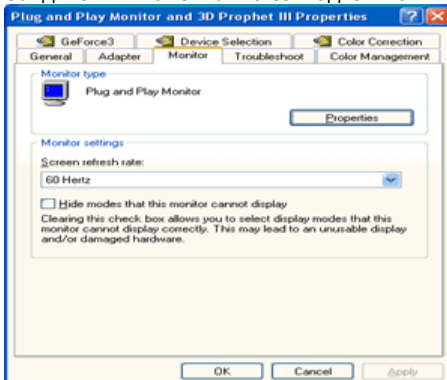 Plug and Play Monitor and 3D Prophet III Properties
GeForce3 Device Selection Color Correction
General Adapter Monitor Troubleshoot Color Management
Monitor type
Plug and Play Monitor
Properties
Monitor settings
Screen refresh rate:
60 Hertz
Hide modes that this monitor cannot display
Clearing this check box allows you to select display modes that this
monitor cannot display correctly. This may lead to an unusable display
and/or damaged hardware.
OK Cancel Apply